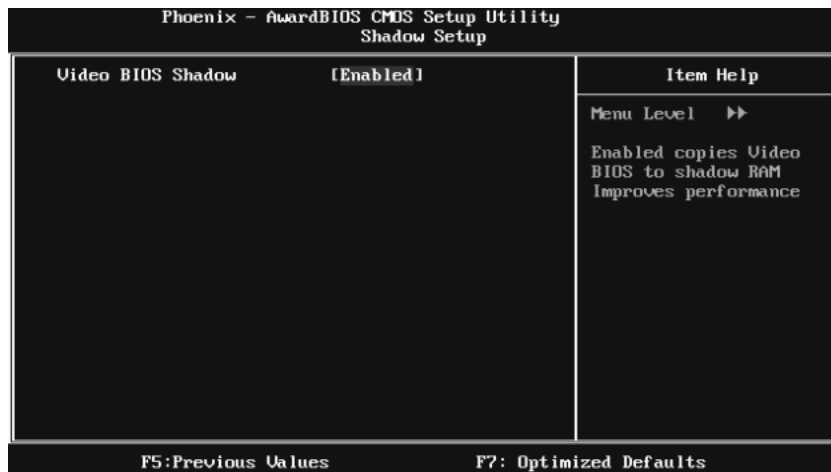 Phoenix - AwardBIOS CMOS Setup Utility
Shadow Setup
Video BIOS Shadow [Enabled]
Item Help
Menu Level ▶▶
Enabled copies Video
BIOS to shadow RAM
Improves performance
F5:Previous Values F7: Optimized Defaults